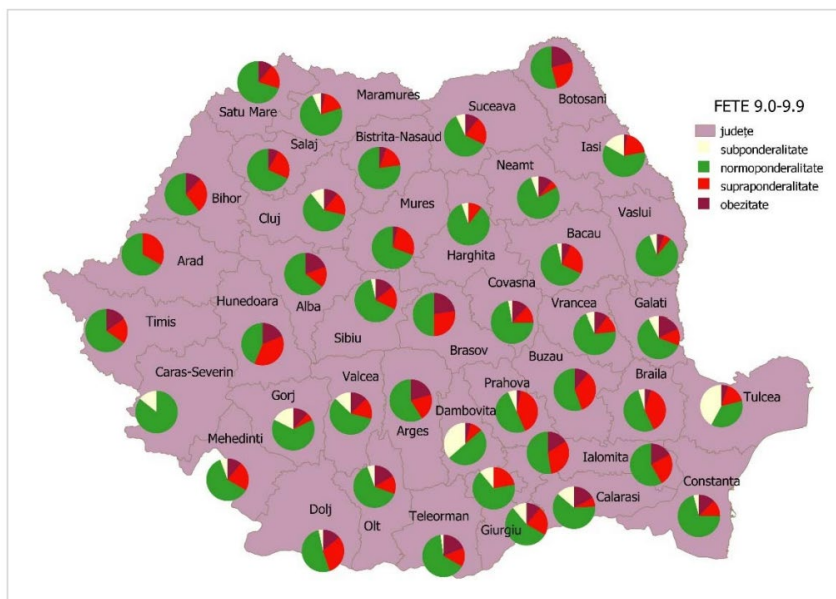 Botosani
Maramures
Suceava
FETE 9.0-9.9
Satu Mare
județe
Iasi
subponderalitate
Salaj
Bistrita-Nasaud
normoponderalitate
Neamt
supraponderalitate
Bihor
Mures
obezitate
Vaslui
Cluj
Bacau
Arad
Harghita
Covasna
Hunedoara
Alba
Vrancea
Galati
Timis
Sibiu
Brasov
Buzau
Caras-Severin
Valcea
Prahova
Braila
Tulcea
Gorj
Dambovita
Arges
Mehedinti
Ialomita
Constanta
Calarasi
Dolj
Olt
Teleorman
Giurgiu